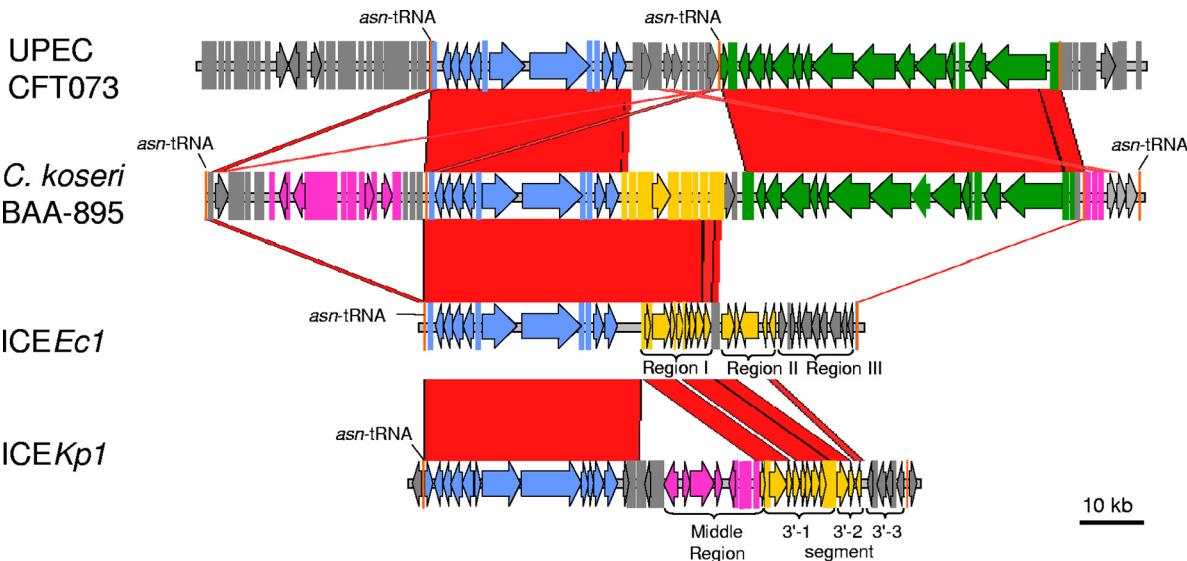 asn-tRNA
asn-tRNA
UPEC
CFT073
asn-tRNA
asn-tRNA
C. koseri
BAA-895
asn-tRNA
ICEEc1
Region I
Region II
Region III
asn-tRNA
ICEKp1
10 kb
Middle
Region
3'-1
3'-2
3'-3
segment